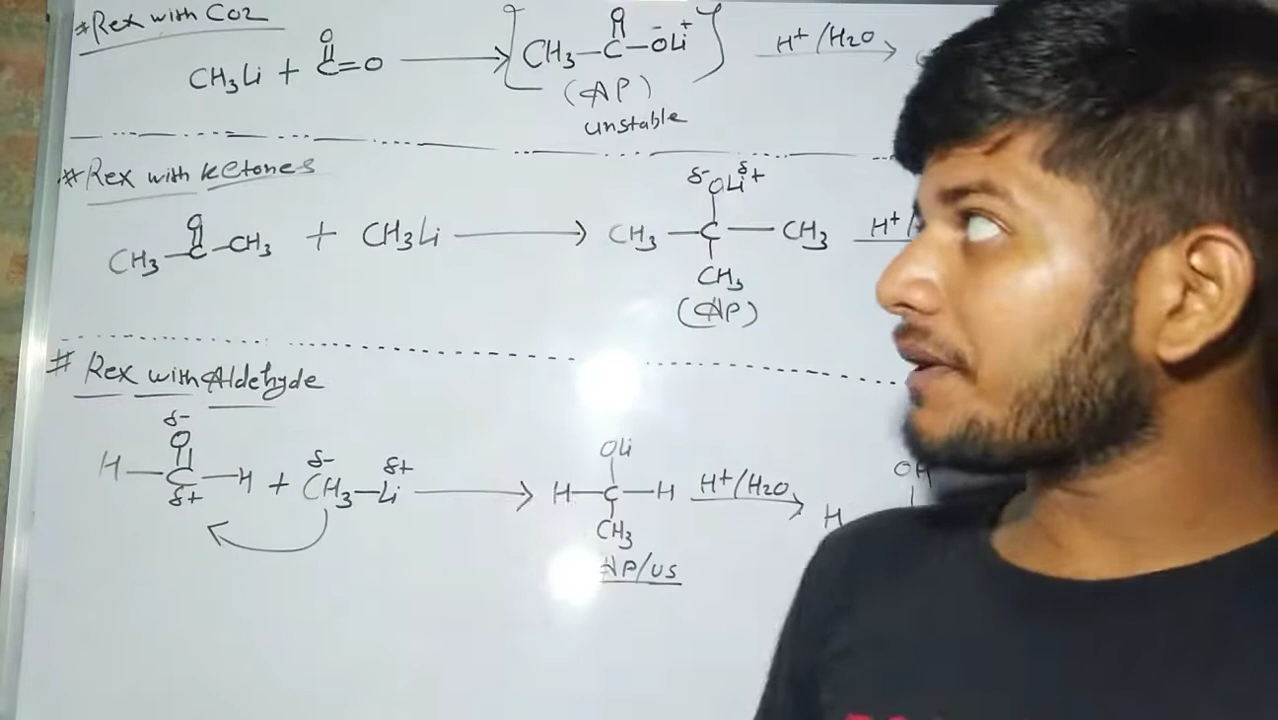 *Rex with CO2
O
CH3Li + C=O → [CH3—C—O⁻Li⁺] H+/H2O →
O
(AP)
unstable
#Rex with Ketones
O
CH3—C—CH3 + CH3Li → CH3—C—CH3 H+/
δ- OLi δ+
CH3
(AP)
# Rex with Aldehyde
δ-
O
H—C—H + CH3—Li → H—C—H H+/H2O → H
δ+
δ- δ+
OLi
CH3
AP/US
OH